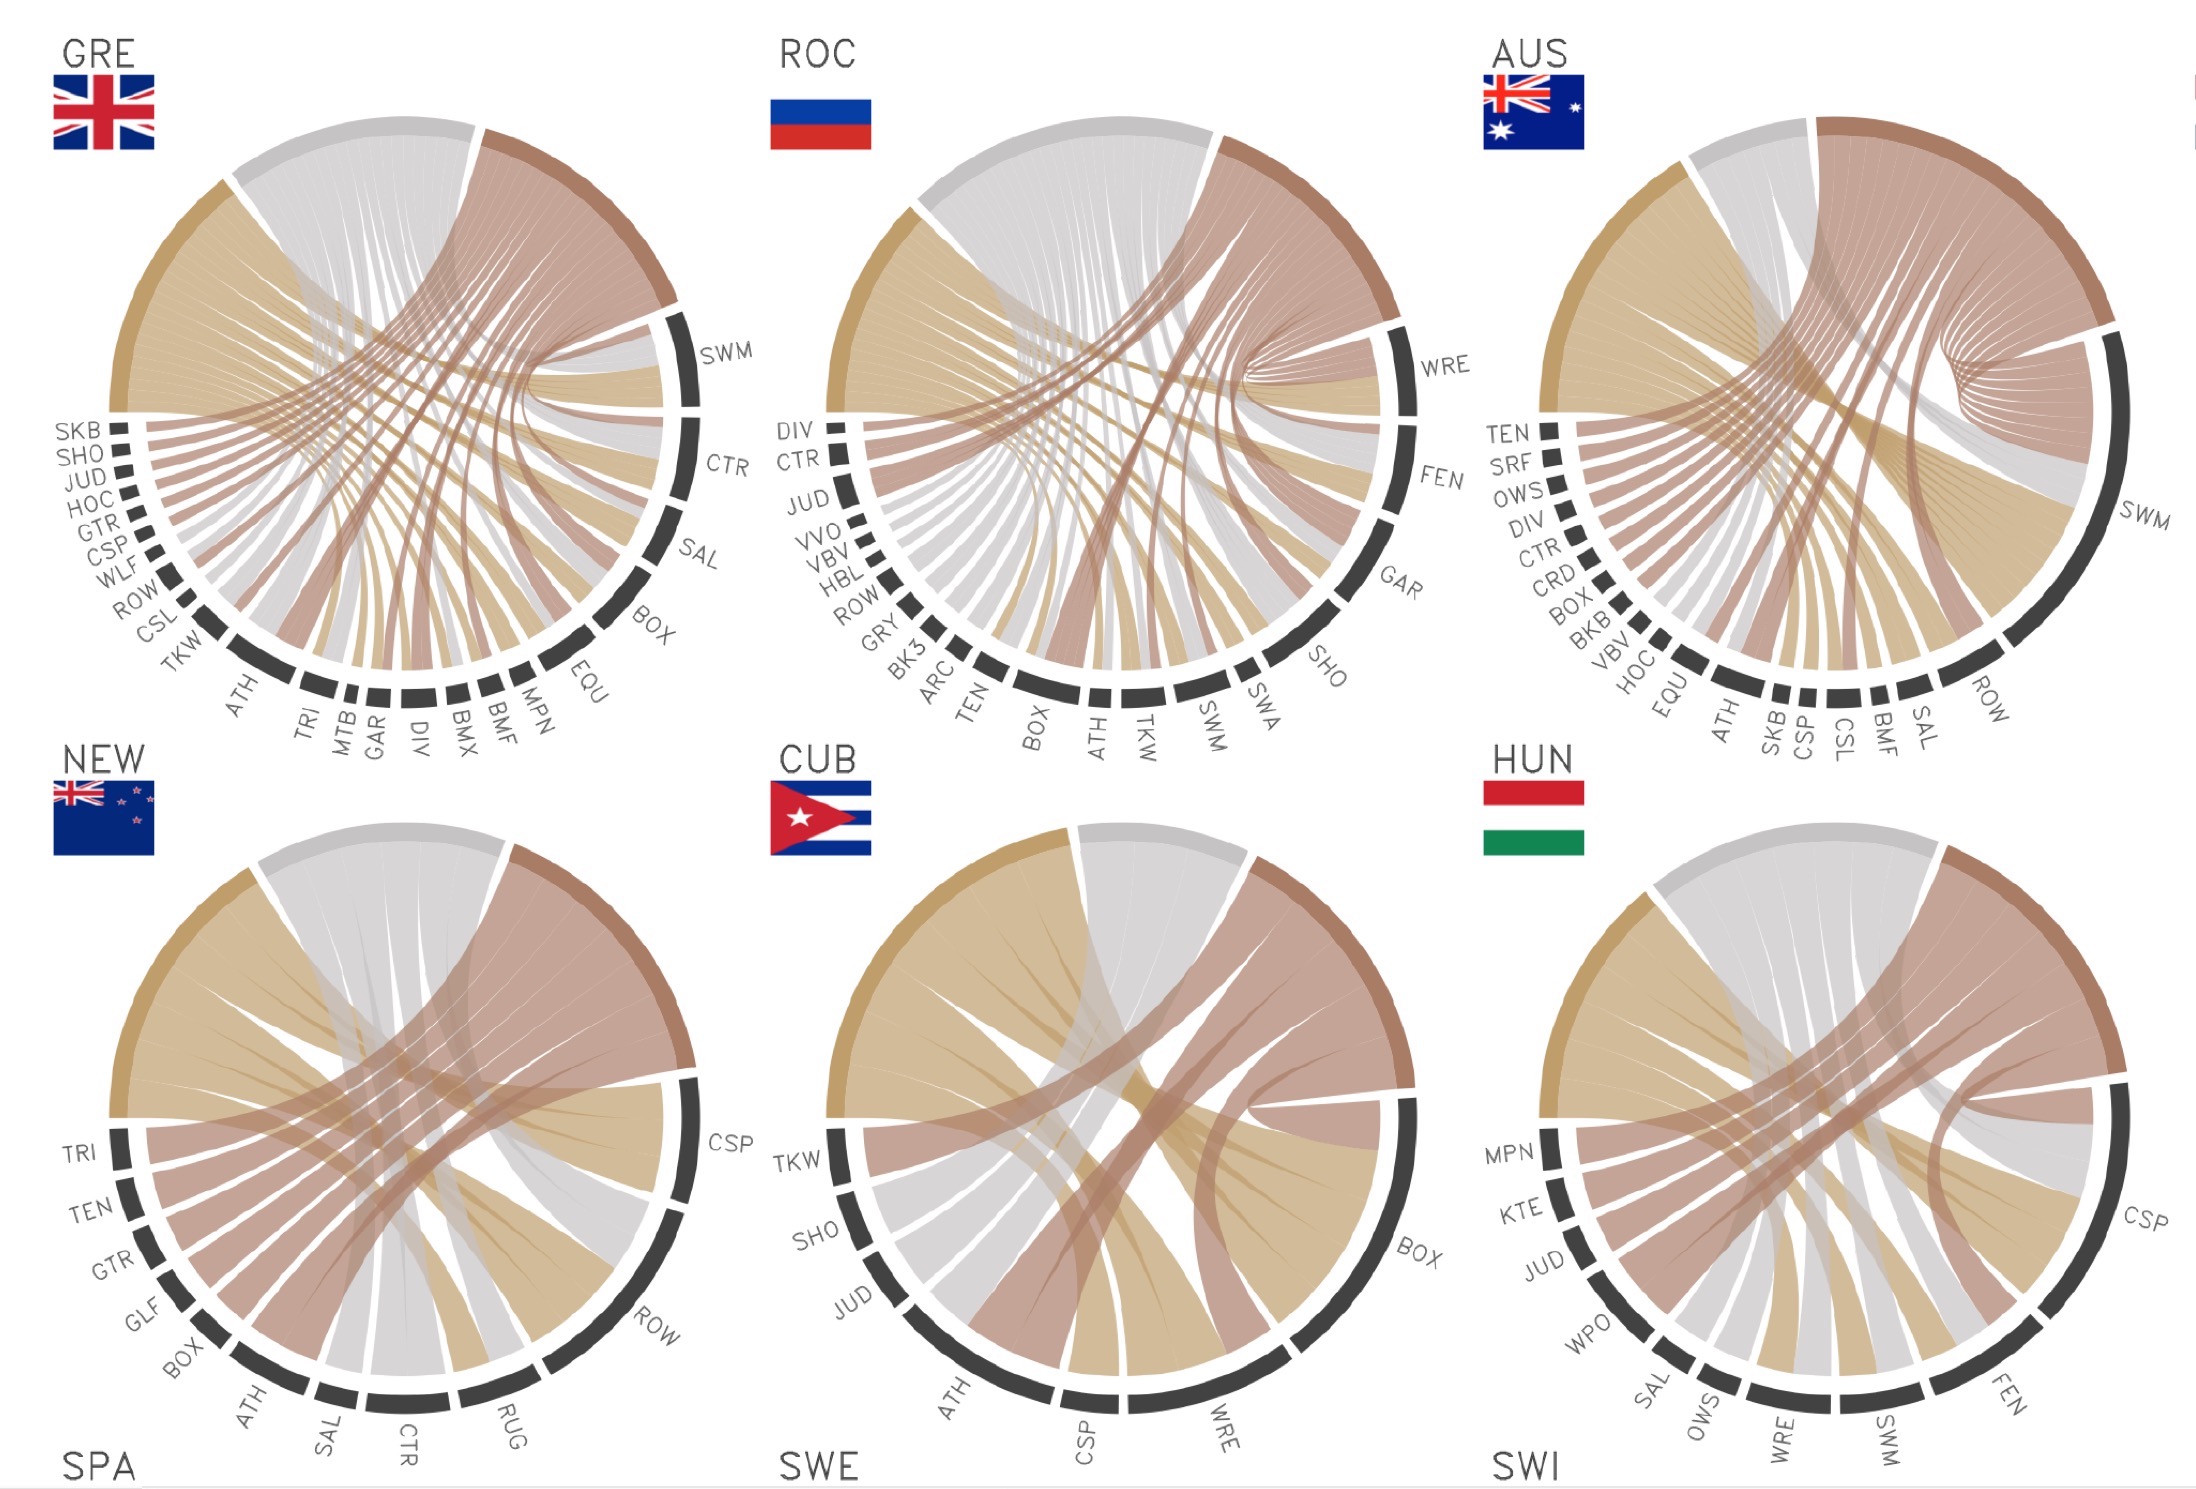 GRE
SWM
CTR
SAL
BOX
EQU
MPN
BMF
BMX
DIV
GAR
MTB
TRI
ATH
TKW
CSL
ROW
WLF
CSP
GTR
HOC
JUD
SHO
SKB
ROC
WRE
FEN
GAR
SHO
SWA
SWM
TKW
ATH
BOX
TEN
ARC
BK3
GRY
ROW
HBL
VBV
VVO
JUD
CTR
DIV
AUS
SWM
ROW
SAL
BMF
CSL
CSP
SKB
ATH
EQU
HOC
VBV
BKB
BOX
CRD
CTR
DIV
OWS
SRF
TEN
NEW
CSP
ROW
RUG
CTR
SAL
ATH
BOX
GLF
GTR
TEN
TRI
CUB
BOX
WRE
CSP
ATH
JUD
SHO
TKW
HUN
CSP
FEN
SWM
WRE
OWS
SAL
WPO
JUD
KTE
MPN
SPA
SWE
SWI